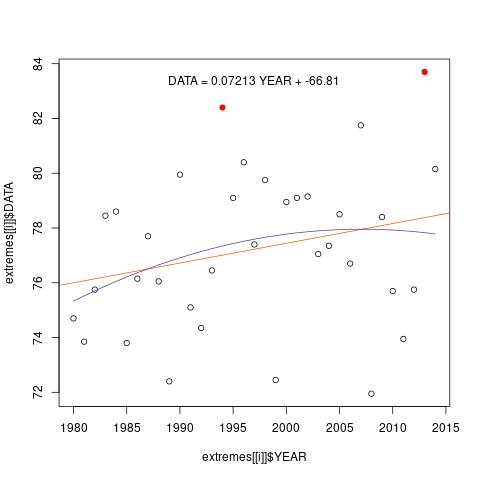 DATA = 0.07213 YEAR + -66.81
extremes[[i]]$DATA
84
82
80
78
76
74
72
1980 1985 1990 1995 2000 2005 2010 2015
extremes[[i]]$YEAR